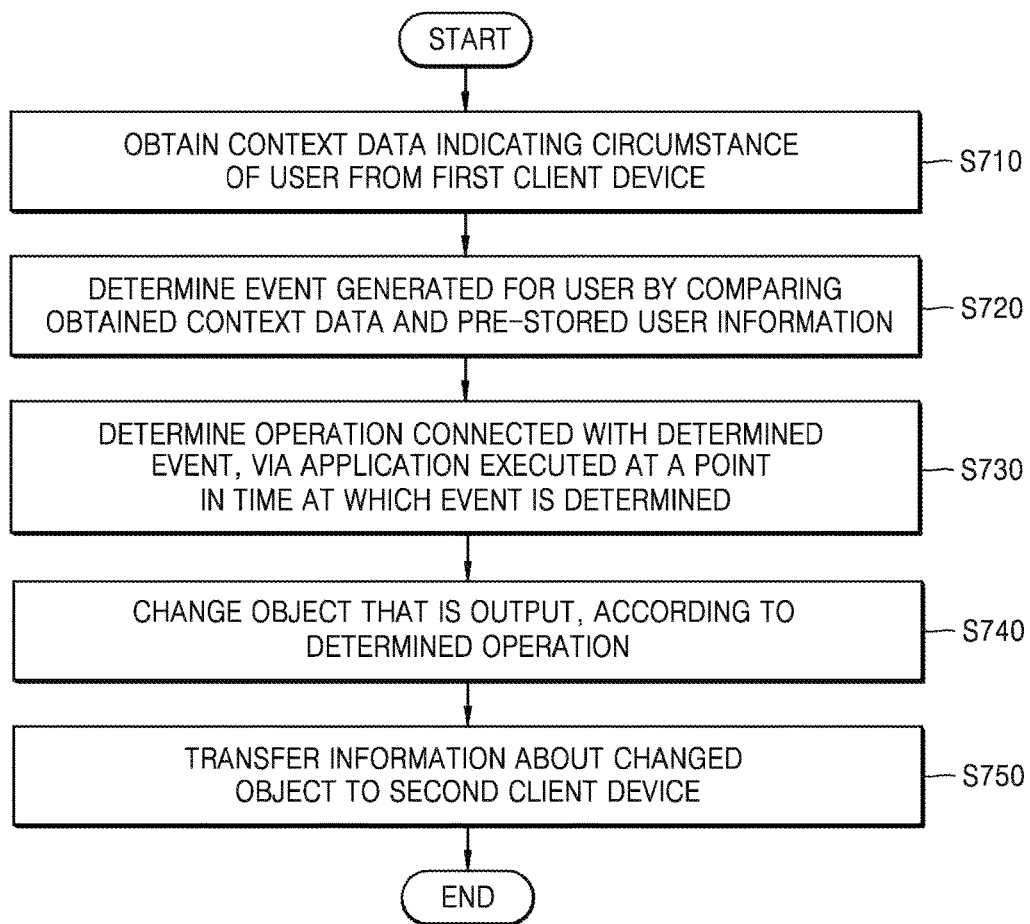 START
OBTAIN CONTEXT DATA INDICATING CIRCUMSTANCE
OF USER FROM FIRST CLIENT DEVICE
S710
DETERMINE EVENT GENERATED FOR USER BY COMPARING
OBTAINED CONTEXT DATA AND PRE-STORED USER INFORMATION
S720
DETERMINE OPERATION CONNECTED WITH DETERMINED
EVENT, VIA APPLICATION EXECUTED AT A POINT
IN TIME AT WHICH EVENT IS DETERMINED
S730
CHANGE OBJECT THAT IS OUTPUT, ACCORDING TO
DETERMINED OPERATION
S740
TRANSFER INFORMATION ABOUT CHANGED
OBJECT TO SECOND CLIENT DEVICE
S750
END